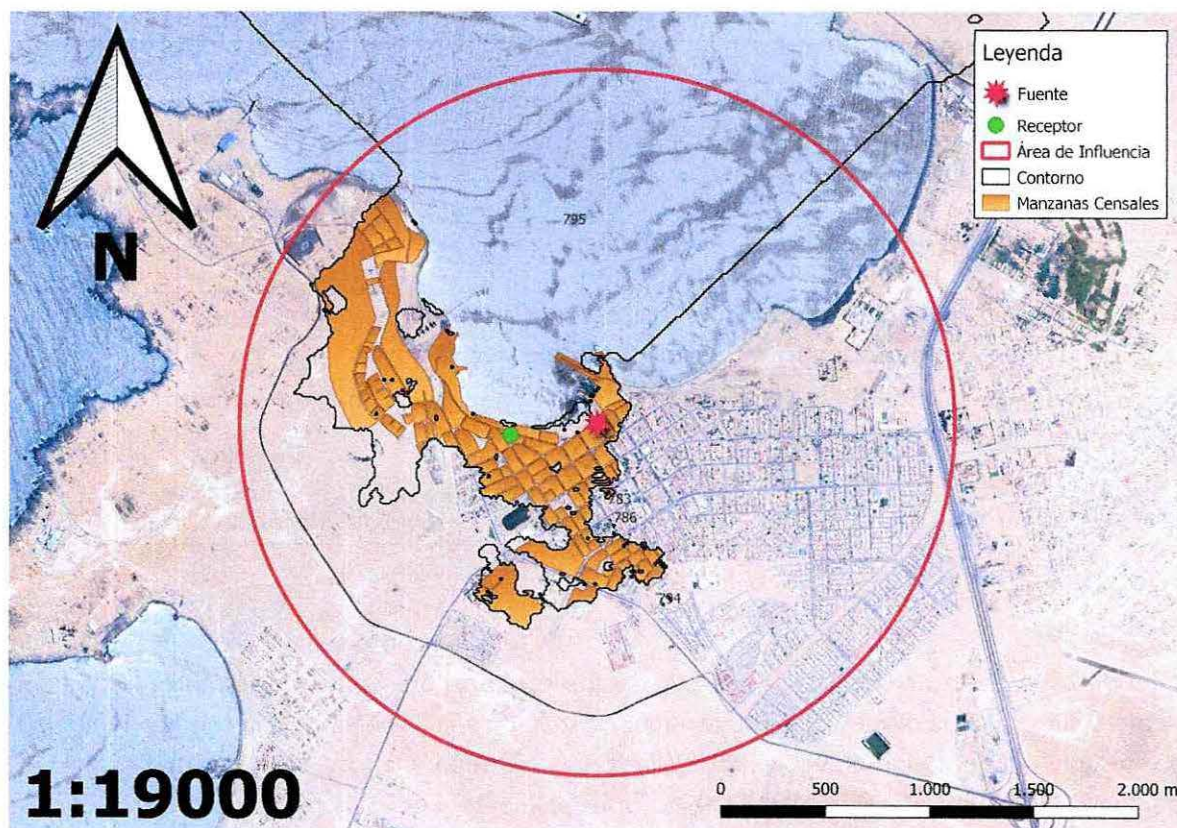 Leyenda
Fuente
Receptor
Área de Influencia
Contorno
Manzanas Censales
795
N
783
786
794
1:19000
0 500 1.000 1.500 2.000 m